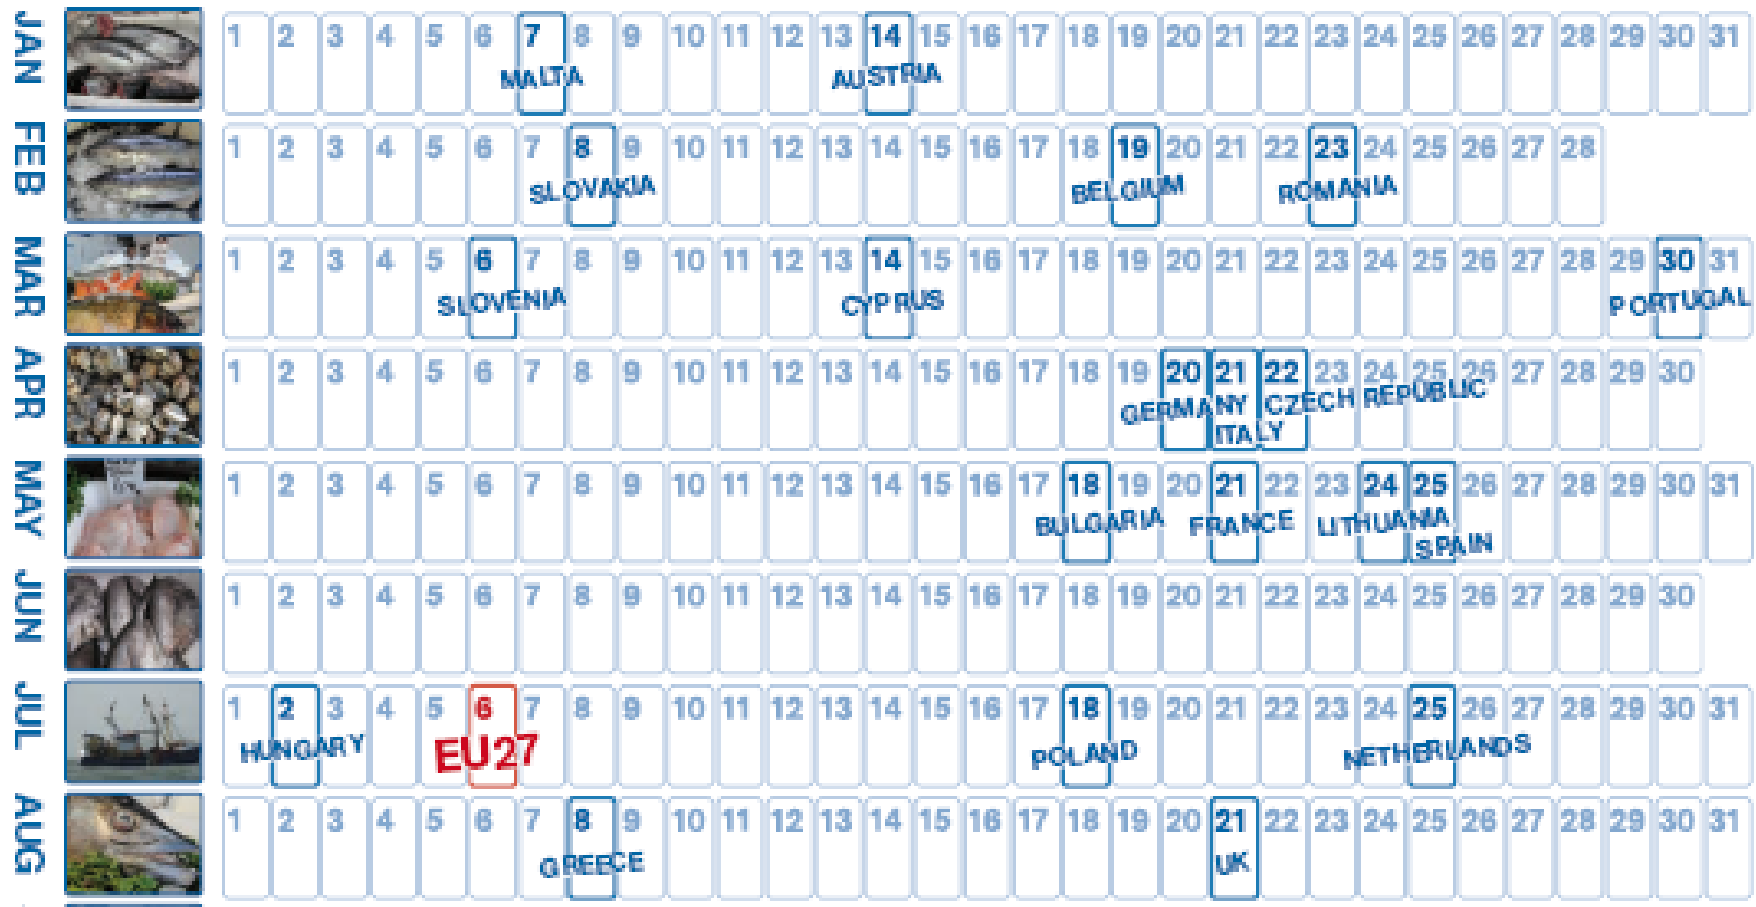 JAN
1 2 3 4 5 6 7 8 9 10 11 12 13 14 15 16 17 18 19 20 21 22 23 24 25 26 27 28 29 30 31
MALTA AUSTRIA
FEB
1 2 3 4 5 6 7 8 9 10 11 12 13 14 15 16 17 18 19 20 21 22 23 24 25 26 27 28
SLOVAKIA BELGIUM ROMANIA
MAR
1 2 3 4 5 6 7 8 9 10 11 12 13 14 15 16 17 18 19 20 21 22 23 24 25 26 27 28 29 30 31
SLOVENIA CYPRUS PORTUGAL
APR
1 2 3 4 5 6 7 8 9 10 11 12 13 14 15 16 17 18 19 20 21 22 23 24 25 26 27 28 29 30
GERMANY CZECH REPUBLIC
ITALY
MAY
1 2 3 4 5 6 7 8 9 10 11 12 13 14 15 16 17 18 19 20 21 22 23 24 25 26 27 28 29 30 31
BULGARIA FRANCE LITHUANIA
SPAIN
JUN
1 2 3 4 5 6 7 8 9 10 11 12 13 14 15 16 17 18 19 20 21 22 23 24 25 26 27 28 29 30
JUL
1 2 3 4 5 6 7 8 9 10 11 12 13 14 15 16 17 18 19 20 21 22 23 24 25 26 27 28 29 30 31
HUNGARY EU27 POLAND NETHERLANDS
AUG
1 2 3 4 5 6 7 8 9 10 11 12 13 14 15 16 17 18 19 20 21 22 23 24 25 26 27 28 29 30 31
GREECE UK